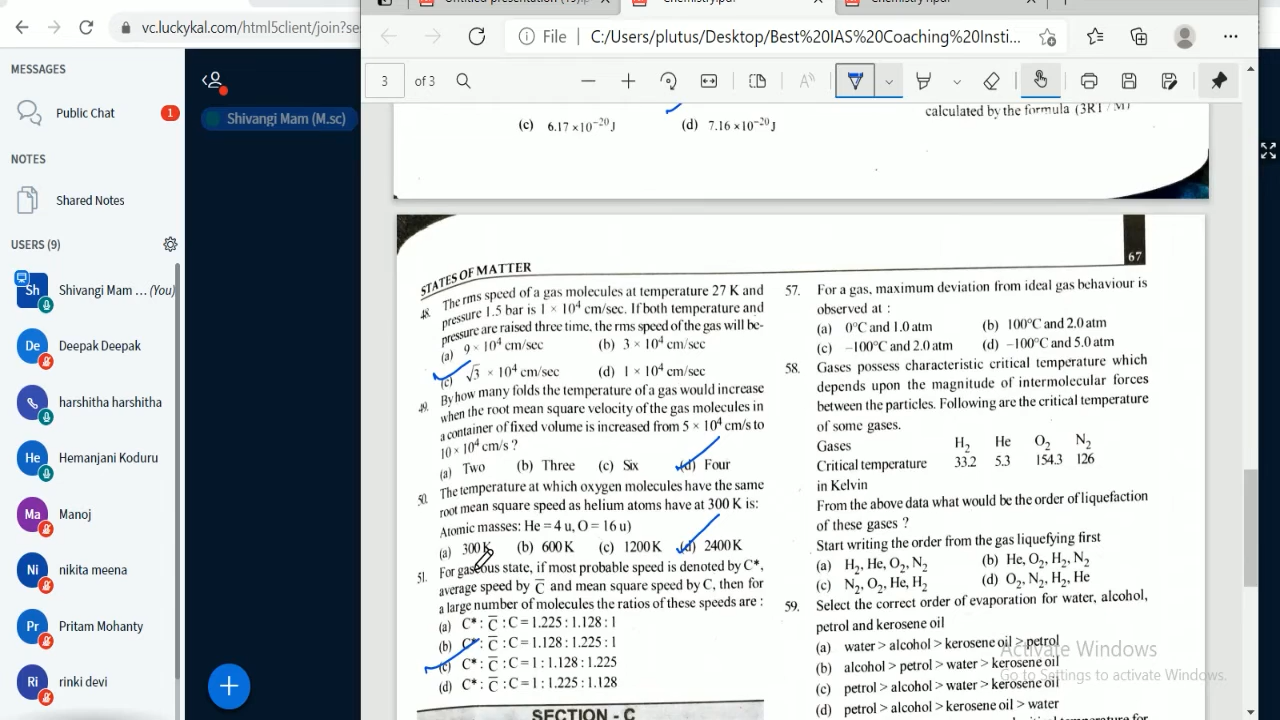 vc.luckykal.com/html5client/join?se
MESSAGES
Public Chat
1
NOTES
Shared Notes
USERS (9)
Sh
Shivangi Mam ... (You)
De
Deepak Deepak
harshitha harshitha
He
Hemanjani Koduru
Ma
Manoj
Ni
nikita meena
Pr
Pritam Mohanty
Ri
rinki devi
Shivangi Mam (M.sc)
File
C:/Users/plutus/Desktop/Best%20IAS%20Coaching%20Insti...
3
of 3
(c) 6.17 ×10⁻²⁰ J
(d) 7.16 ×10⁻²⁰ J
calculated by the formula (3RT / M)
STATES OF MATTER
67
48. The rms speed of a gas molecules at temperature 27 K and
pressure 1.5 bar is 1 × 10⁴ cm/sec. If both temperature and
pressure are raised three time, the rms speed of the gas will be-
(a) 9 × 10⁴ cm/sec
(b) 3 × 10⁴ cm/sec
(c) √3 × 10⁴ cm/sec
(d) 1 × 10⁴ cm/sec
49. By how many folds the temperature of a gas would increase
when the root mean square velocity of the gas molecules in
a container of fixed volume is increased from 5 × 10⁴ cm/s to
10 × 10⁴ cm/s ?
(a) Two (b) Three (c) Six (d) Four
50. The temperature at which oxygen molecules have the same
root mean square speed as helium atoms have at 300 K is:
Atomic masses: He = 4 u, O = 16 u)
(a) 300 K (b) 600 K (c) 1200 K (d) 2400 K
51. For gaseous state, if most probable speed is denoted by C*,
average speed by C̅ and mean square speed by C, then for
a large number of molecules the ratios of these speeds are :
(a) C* : C̅ : C = 1.225 : 1.128 : 1
(b) C* : C̅ : C = 1.128 : 1.225 : 1
(c) C* : C̅ : C = 1 : 1.128 : 1.225
(d) C* : C̅ : C = 1 : 1.225 : 1.128
SECTION - C
57. For a gas, maximum deviation from ideal gas behaviour is
observed at :
(a) 0°C and 1.0 atm
(b) 100°C and 2.0 atm
(c) −100°C and 2.0 atm
(d) −100°C and 5.0 atm
58. Gases possess characteristic critical temperature which
depends upon the magnitude of intermolecular forces
between the particles. Following are the critical temperature
of some gases.
Gases H₂ He O₂ N₂
Critical temperature 33.2 5.3 154.3 126
in Kelvin
From the above data what would be the order of liquefaction
of these gases ?
Start writing the order from the gas liquefying first
(a) H₂, He, O₂, N₂
(b) He, O₂, H₂, N₂
(c) N₂, O₂, He, H₂
(d) O₂, N₂, H₂, He
59. Select the correct order of evaporation for water, alcohol,
petrol and kerosene oil
(a) water > alcohol > kerosene oil > petrol
(b) alcohol > petrol > water > kerosene oil
(c) petrol > alcohol > water > kerosene oil
(d) petrol > alcohol > kerosene oil > water
Activate Windows
Go to Settings to activate Windows.